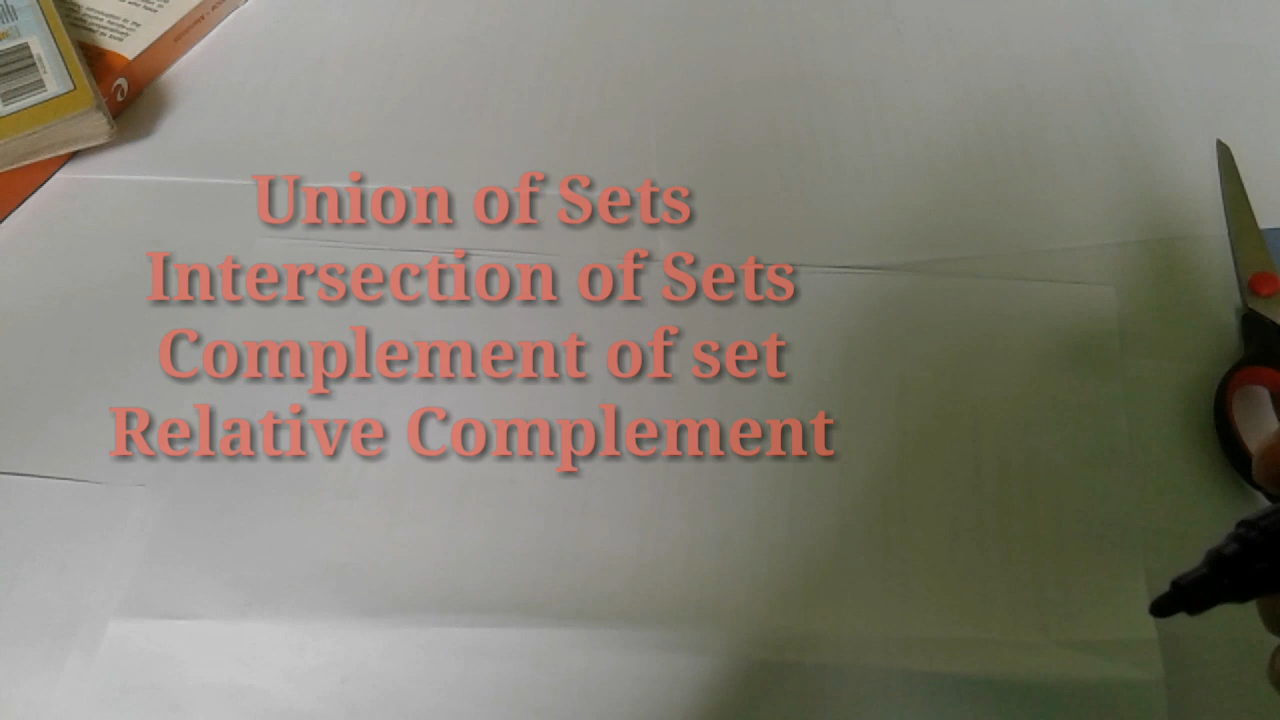 Union of Sets
Intersection of Sets
Complement of set
Relative Complement